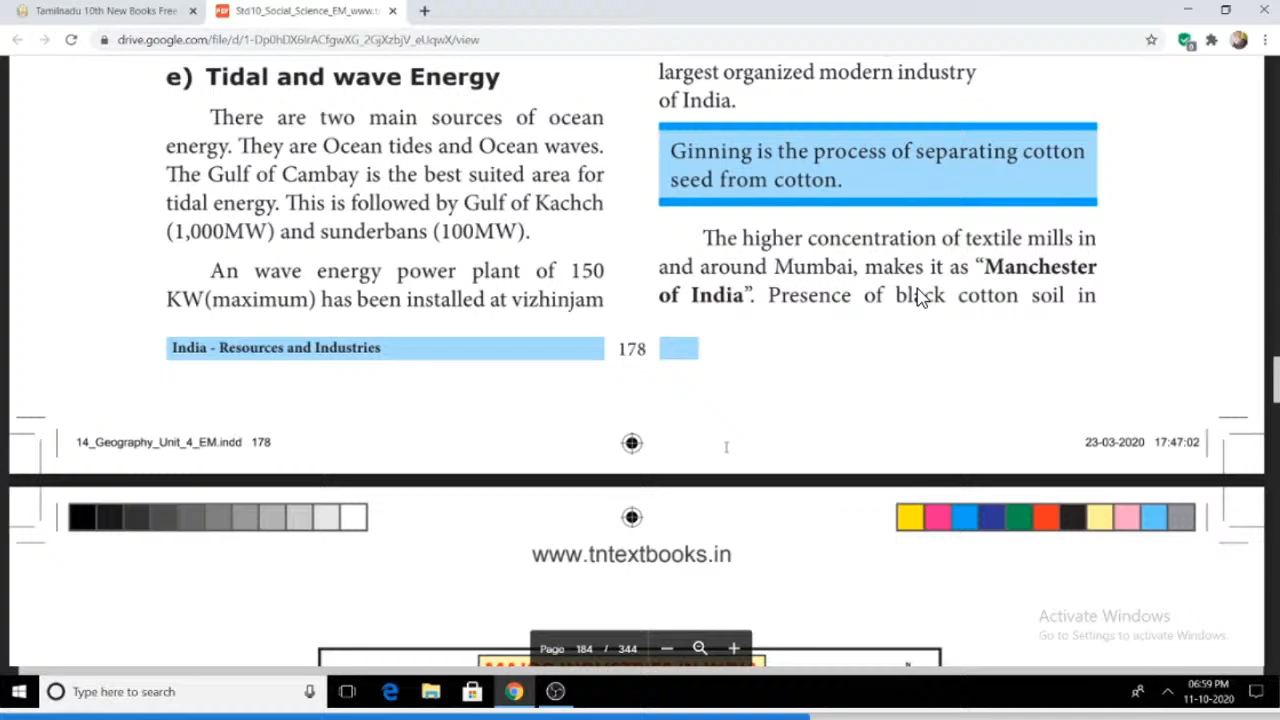 Tamilnadu 10th New Books Free
Std10_Social_Science_EM_www.t
drive.google.com/file/d/1-Dp0hDX6IrACfgwXG_2GjXzbjV_eUqwX/view
e) Tidal and wave Energy
There are two main sources of ocean
energy. They are Ocean tides and Ocean waves.
The Gulf of Cambay is the best suited area for
tidal energy. This is followed by Gulf of Kachch
(1,000MW) and sunderbans (100MW).
An wave energy power plant of 150
KW(maximum) has been installed at vizhinjam
largest organized modern industry
of India.
Ginning is the process of separating cotton
seed from cotton.
The higher concentration of textile mills in
and around Mumbai, makes it as “Manchester
of India”. Presence of black cotton soil in
India - Resources and Industries
178
14_Geography_Unit_4_EM.indd 178
23-03-2020 17:47:02
www.tntextbooks.in
Activate Windows
Go to Settings to activate Windows.
Page 184 / 344
MAJOR INDUSTRIES IN INDIA
N
Type here to search
06:59 PM
11-10-2020